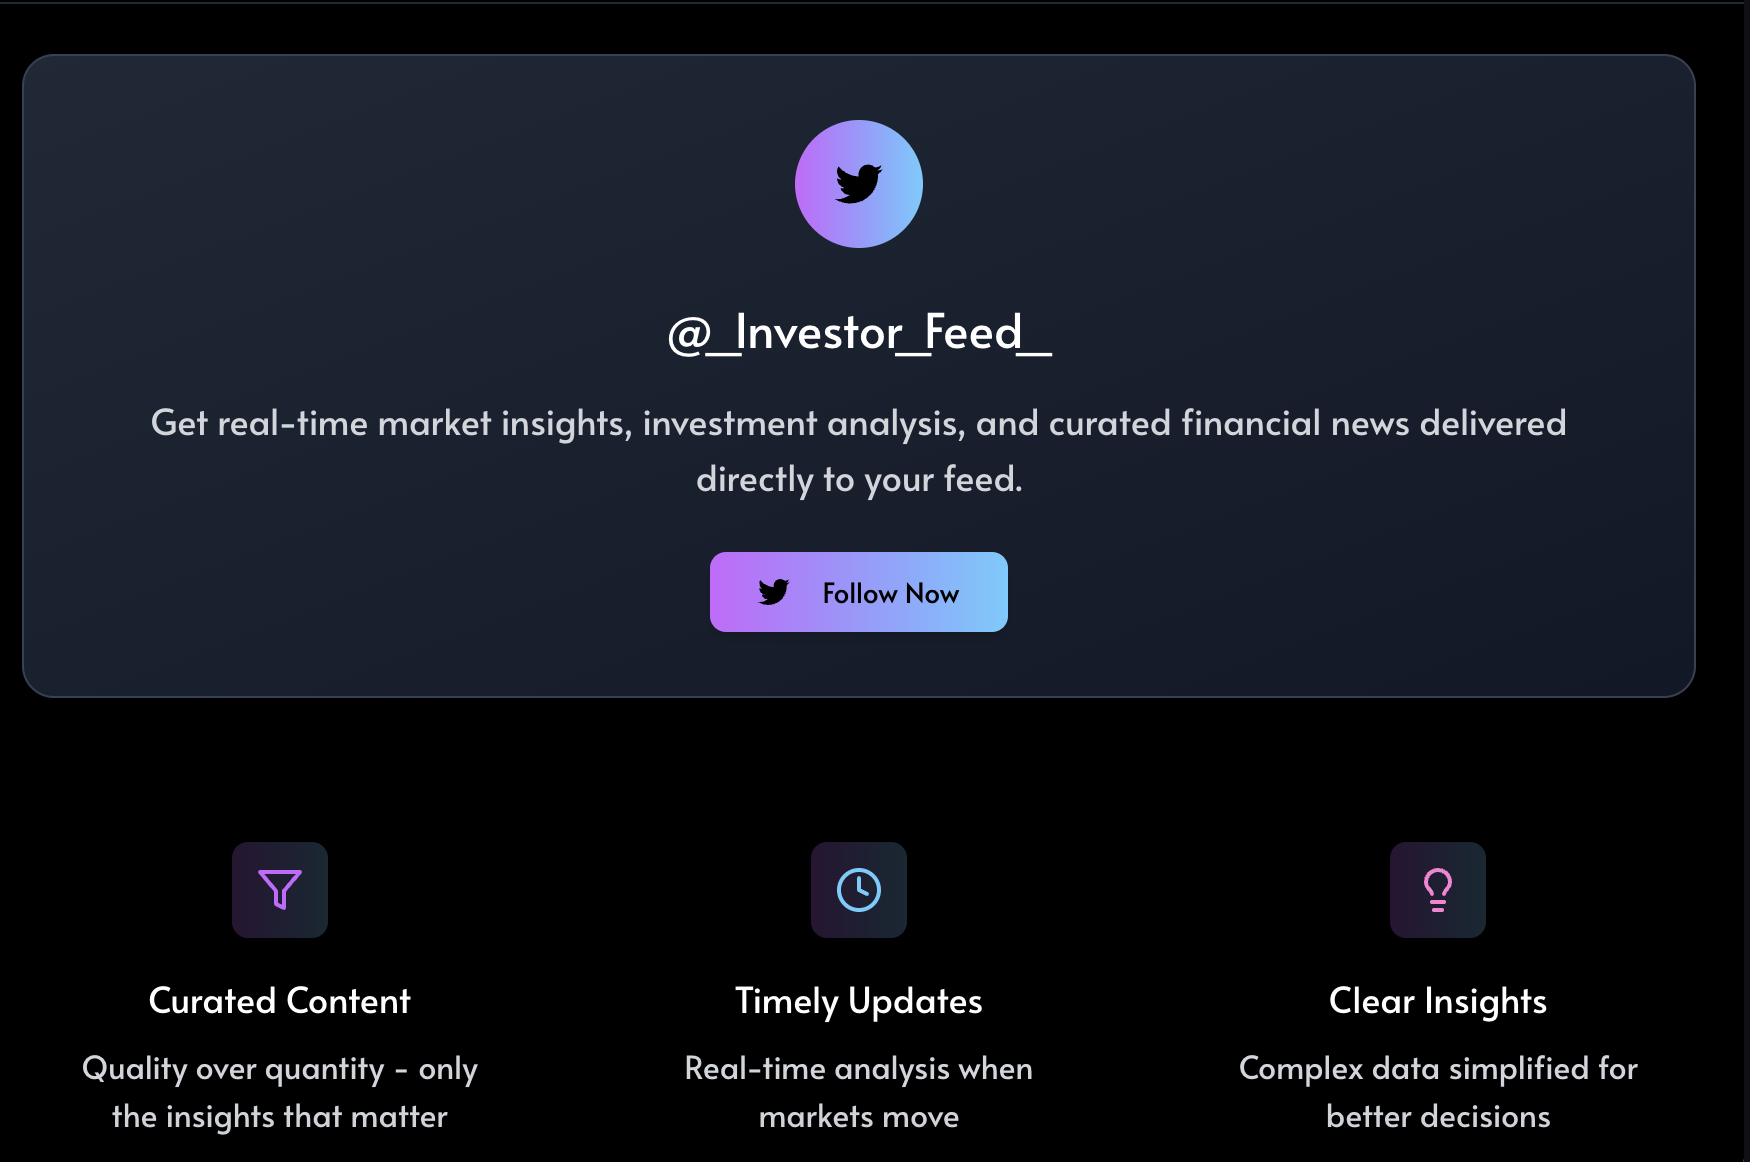 @_Investor_Feed_
Get real-time market insights, investment analysis, and curated financial news delivered
directly to your feed.
Follow Now
Curated Content
Quality over quantity - only
the insights that matter
Timely Updates
Real-time analysis when
markets move
Clear Insights
Complex data simplified for
better decisions